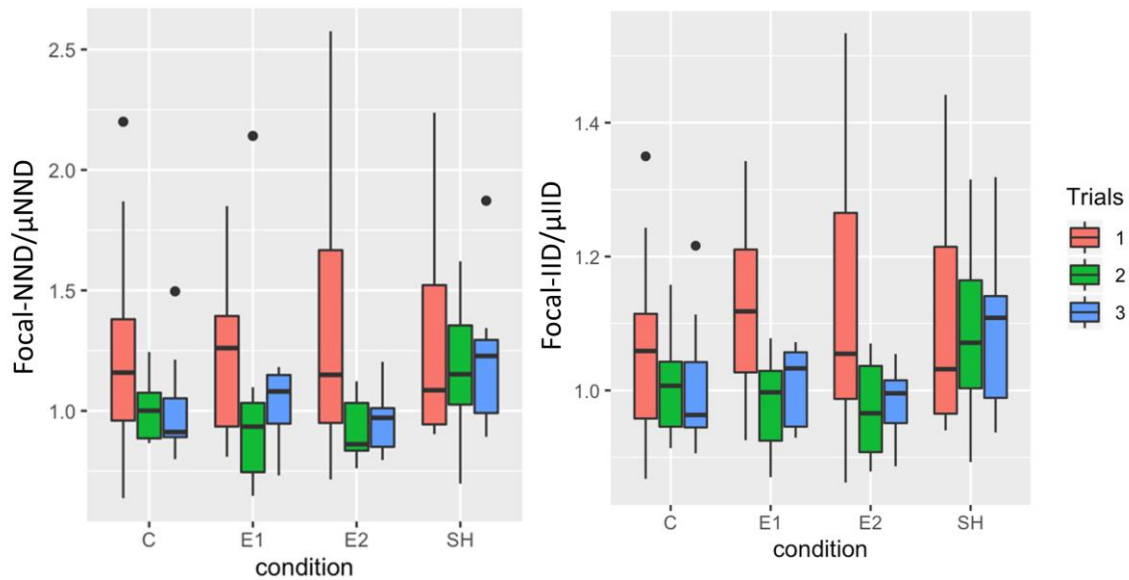 Focal-NND/µNND
2.5
2.0
1.5
1.0
C E1 E2 SH
condition
Focal-IID/µIID
1.4
1.2
1.0
C E1 E2 SH
condition
Trials
1
2
3